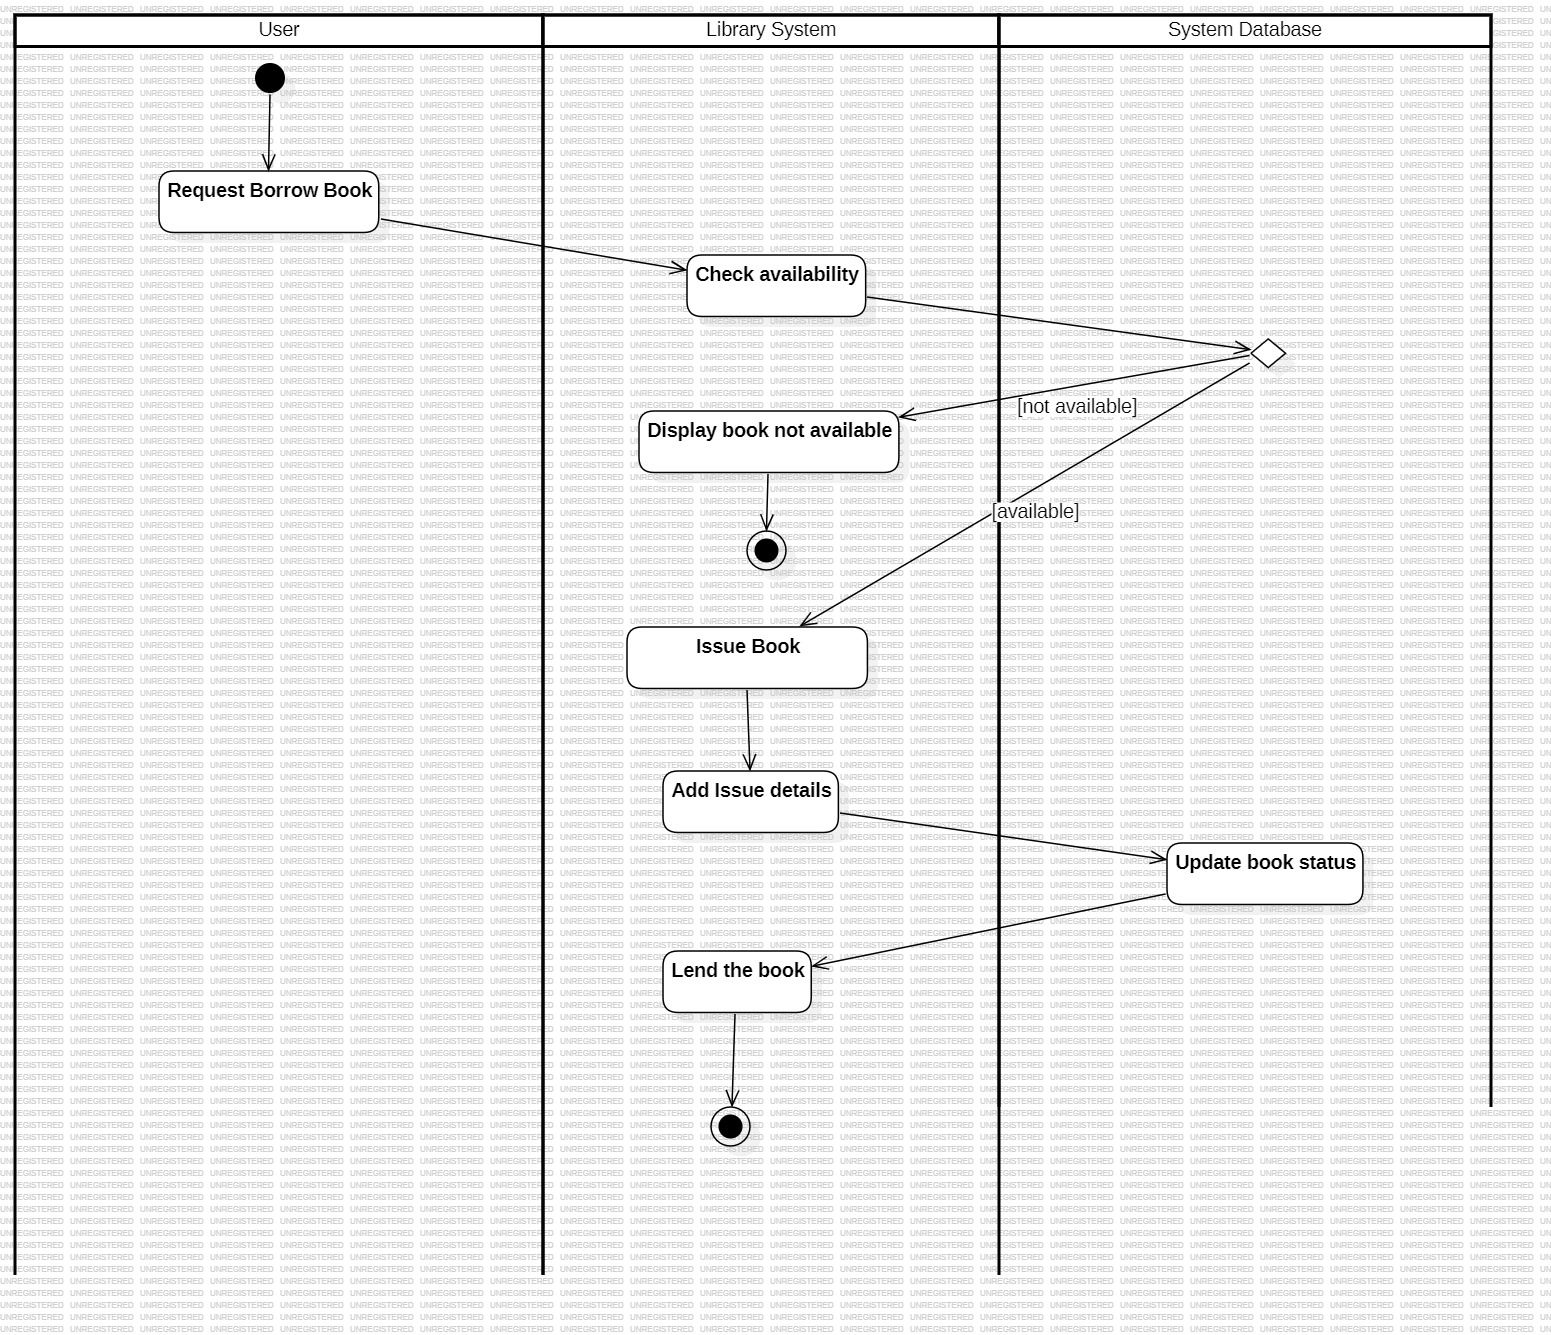 User
Library System
System Database
Request Borrow Book
Check availability
[not available]
Display book not available
[available]
Issue Book
Add Issue details
Update book status
Lend the book
UNREGISTERED